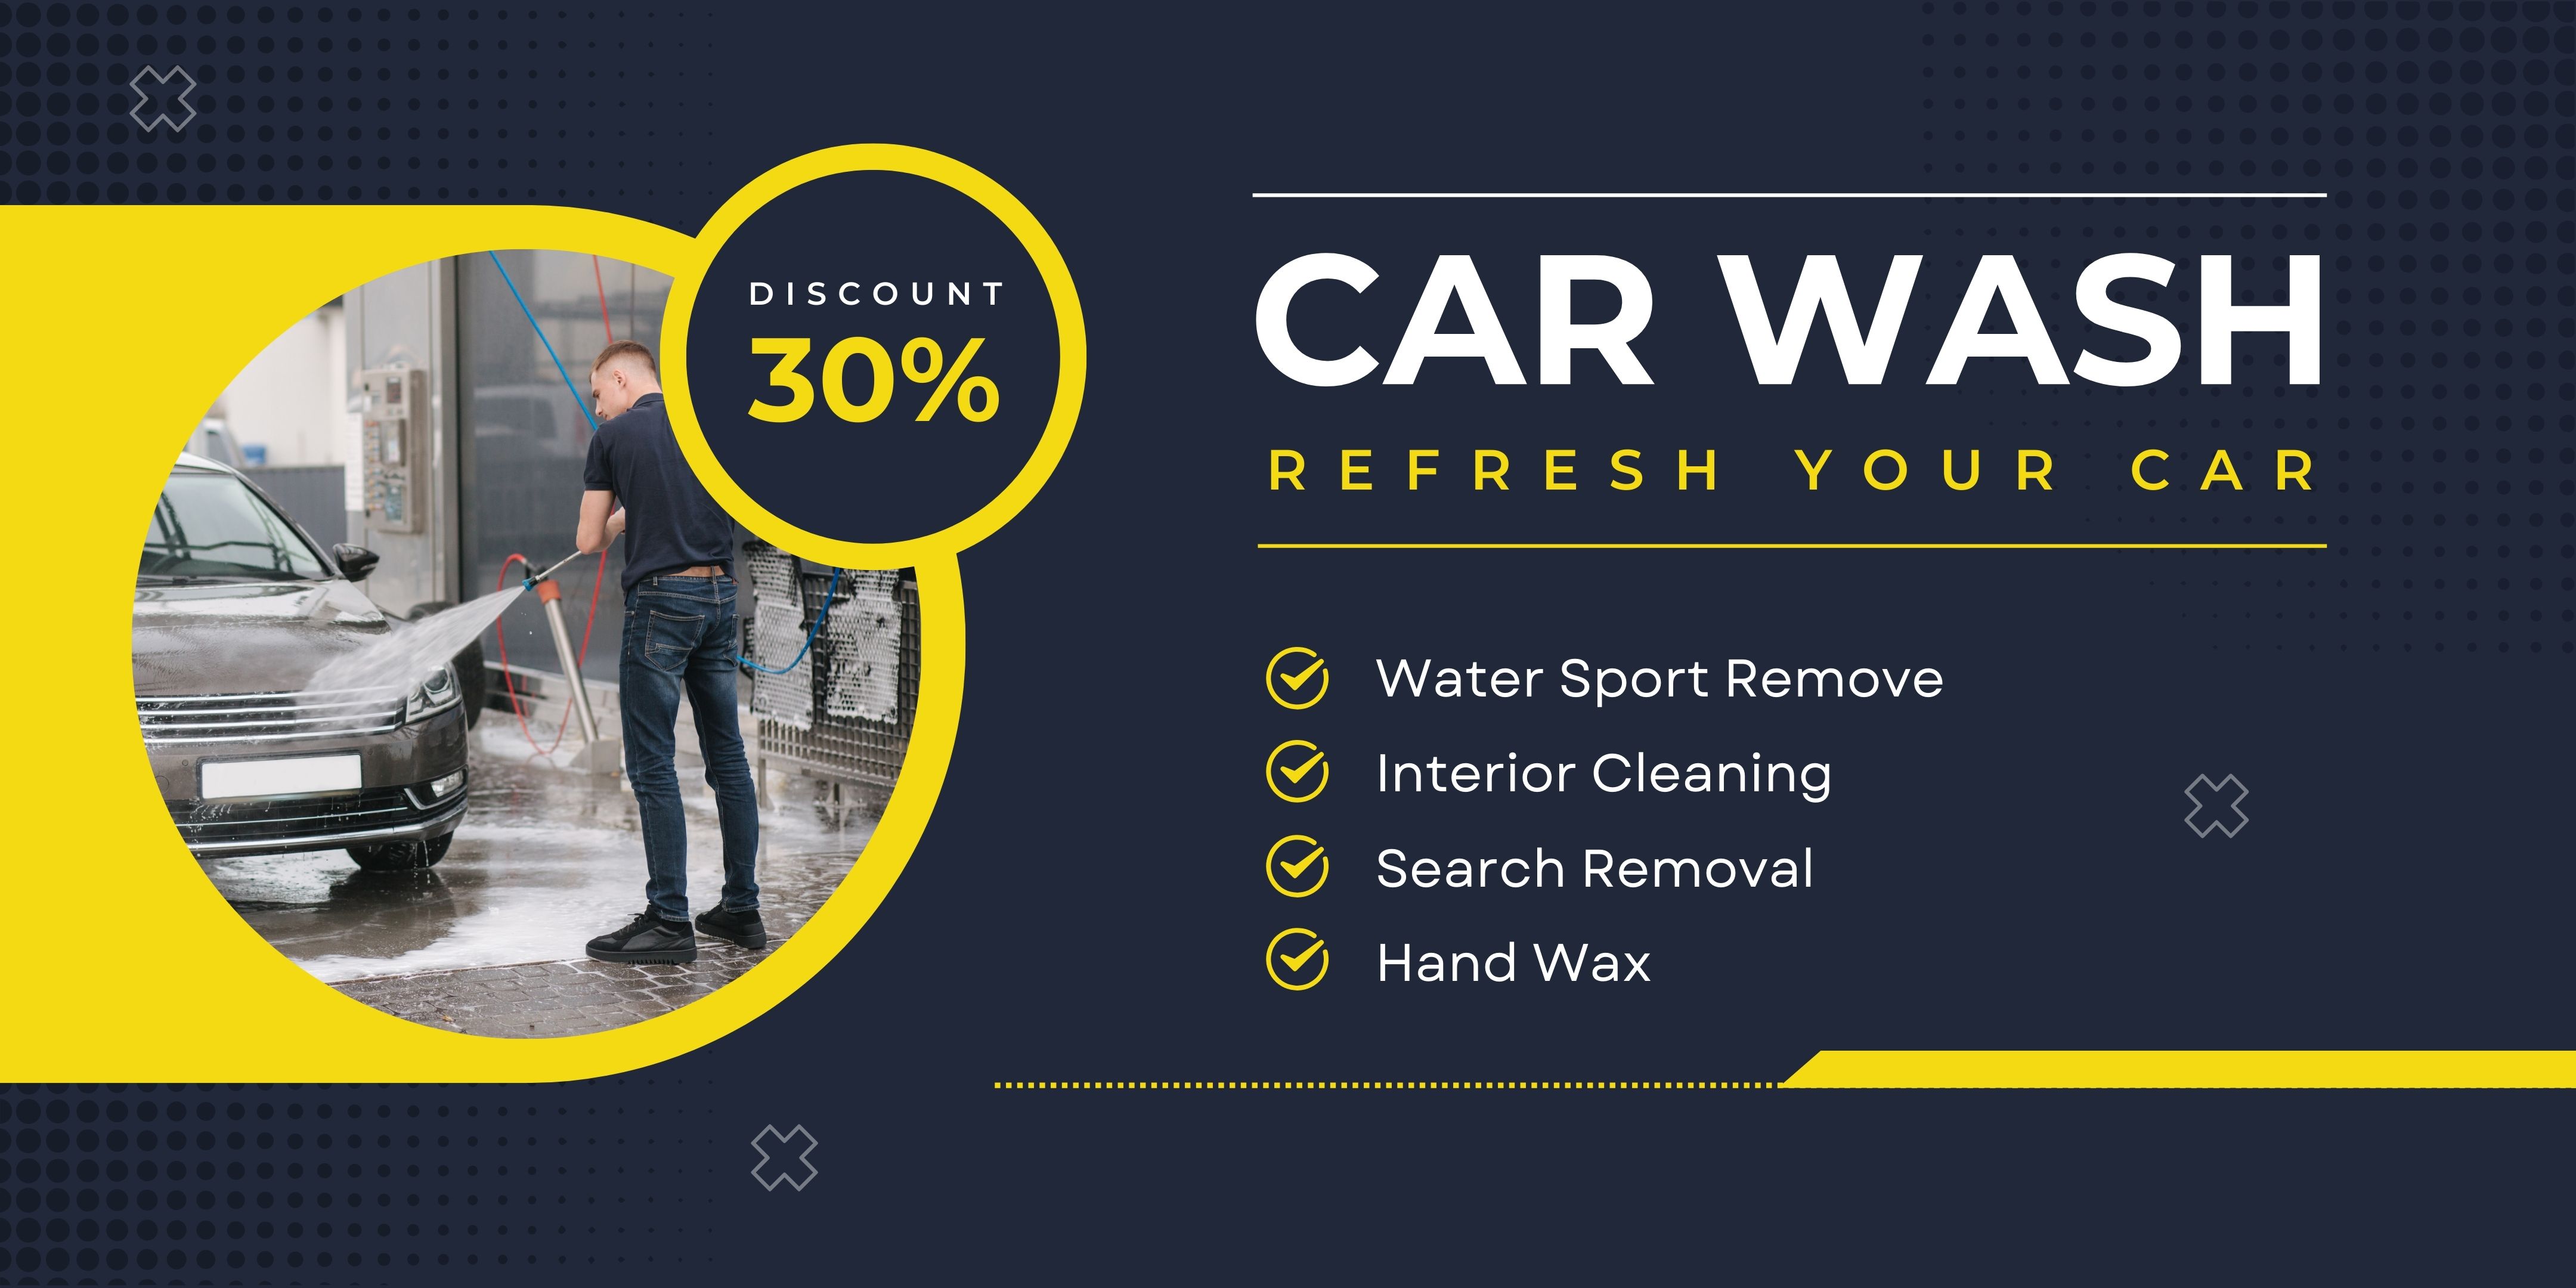 DISCOUNT
30%
CAR WASH
REFRESH YOUR CAR
Water Sport Remove
Interior Cleaning
Search Removal
Hand Wax